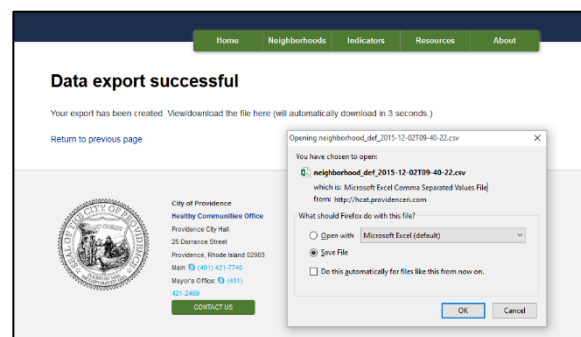 Home Neighborhoods Indicators Resources About
Data export successful
Your export has been created. View/download the file here (will automatically download in 3 seconds.)
Return to previous page
City of Providence
Healthy Communities Office
Providence City Hall
25 Dorrance Street
Providence, Rhode Island 02903
Main: (401) 421-7740
Mayor's Office: (401)
421-2489
CONTACT US
Opening neighborhood_def_2015-12-02T09-40-22.csv
You have chosen to open:
neighborhood_def_2015-12-02T09-40-22.csv
which is: Microsoft Excel Comma Separated Values File
from: http://hcat.providenceri.com
What should Firefox do with this file?
Open with Microsoft Excel (default)
Save File
Do this automatically for files like this from now on.
OK Cancel